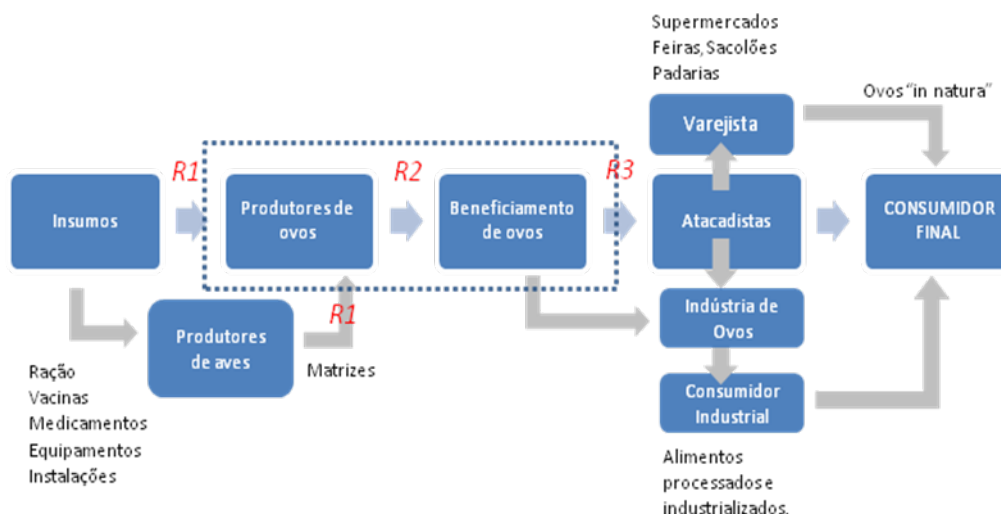 Supermercados
Feiras, Sacolões
Padarias
Ovos “in natura”
Varejista
R1
R2
R3
Insumos
Produtores de
ovos
Beneficiamento
de ovos
Atacadistas
CONSUMIDOR
FINAL
R1
Produtores
de aves
Matrizes
Indústria de
Ovos
Ração
Vacinas
Medicamentos
Equipamentos
Instalações
Consumidor
Industrial
Alimentos
processados e
industrializados.